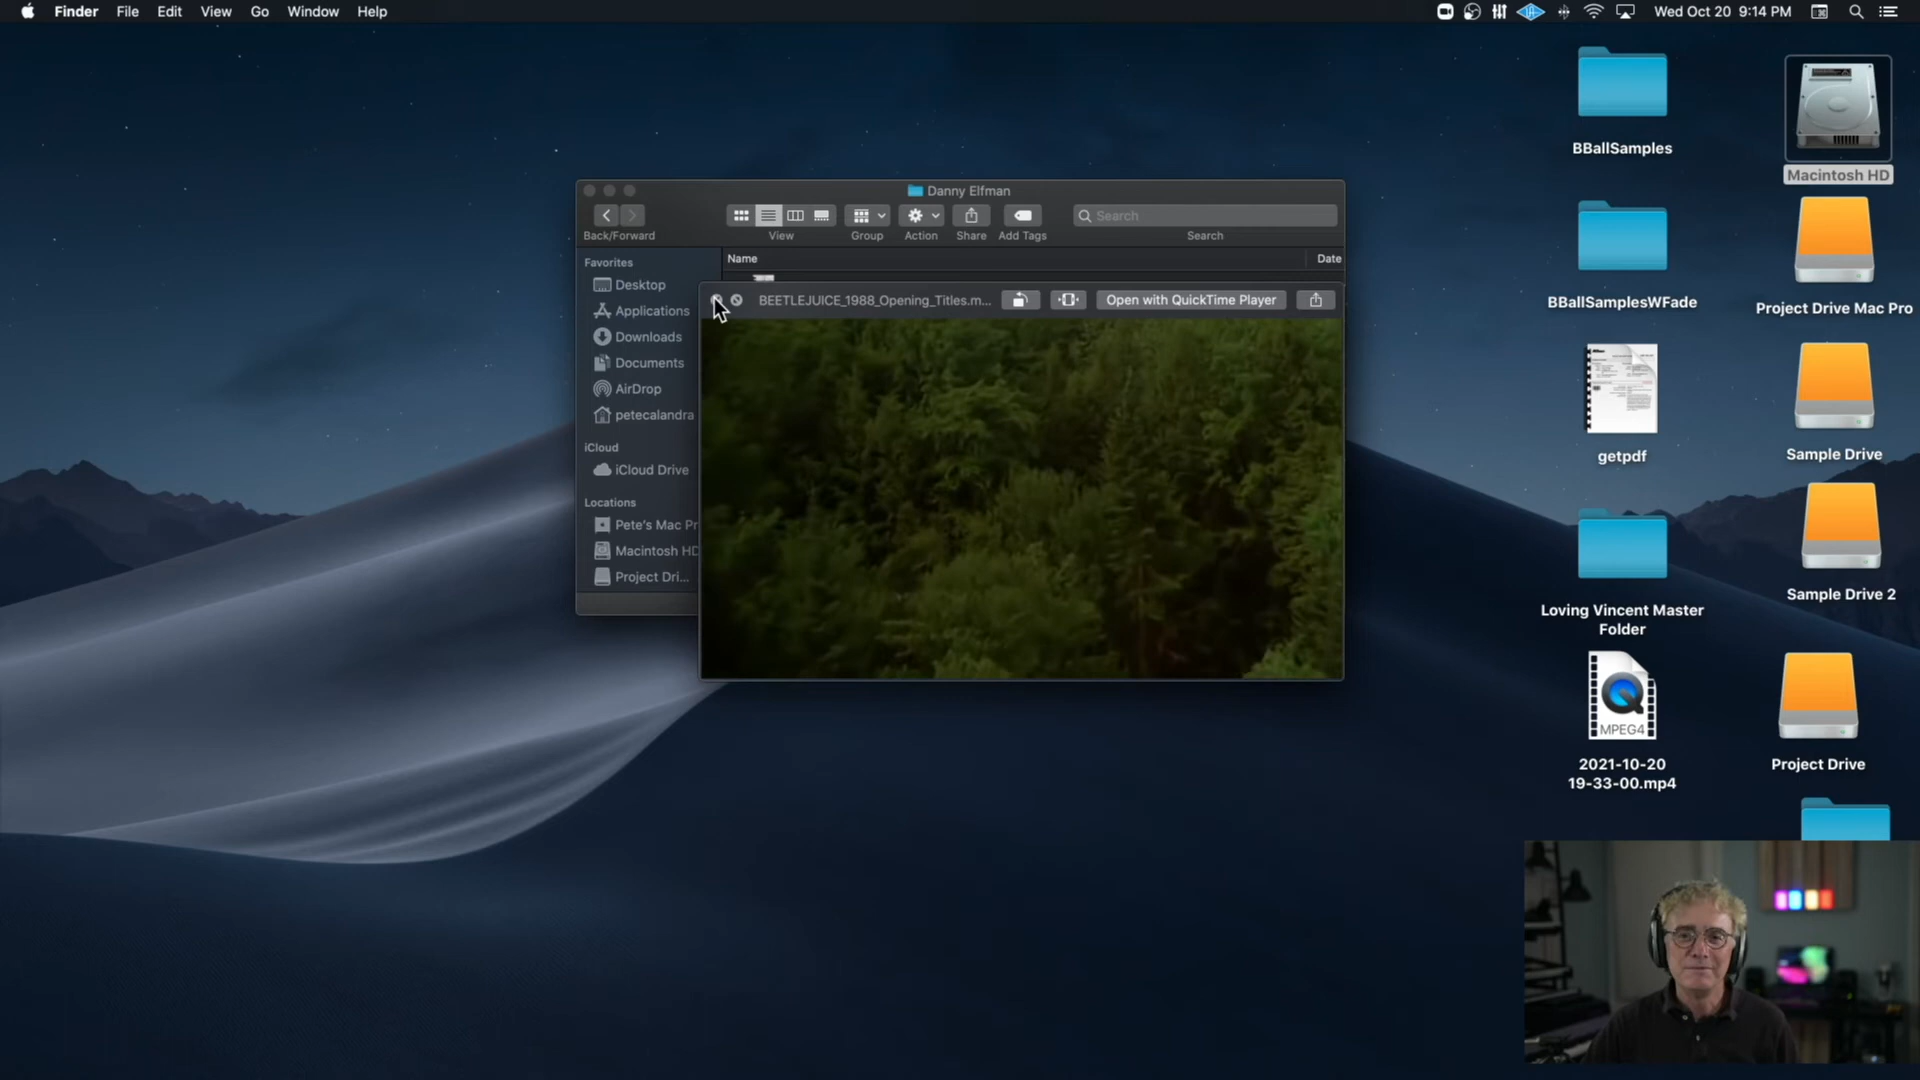 Finder File Edit View Go Window Help
Wed Oct 20 9:14 PM
Danny Elfman
Search
Back/Forward
View
Group
Action
Share
Add Tags
Search
Favorites
Desktop
Applications
Downloads
Documents
AirDrop
petecalandra
iCloud
iCloud Drive
Locations
Pete's Mac Pr
Macintosh HD
Project Dri...
Name
Date
BEETLEJUICE_1988_Opening_Titles.m...
Open with QuickTime Player
BBallSamples
Macintosh HD
BBallSamplesWFade
Project Drive Mac Pro
getpdf
Sample Drive
Loving Vincent Master
Folder
Sample Drive 2
MPEG4
2021-10-20
19-33-00.mp4
Project Drive